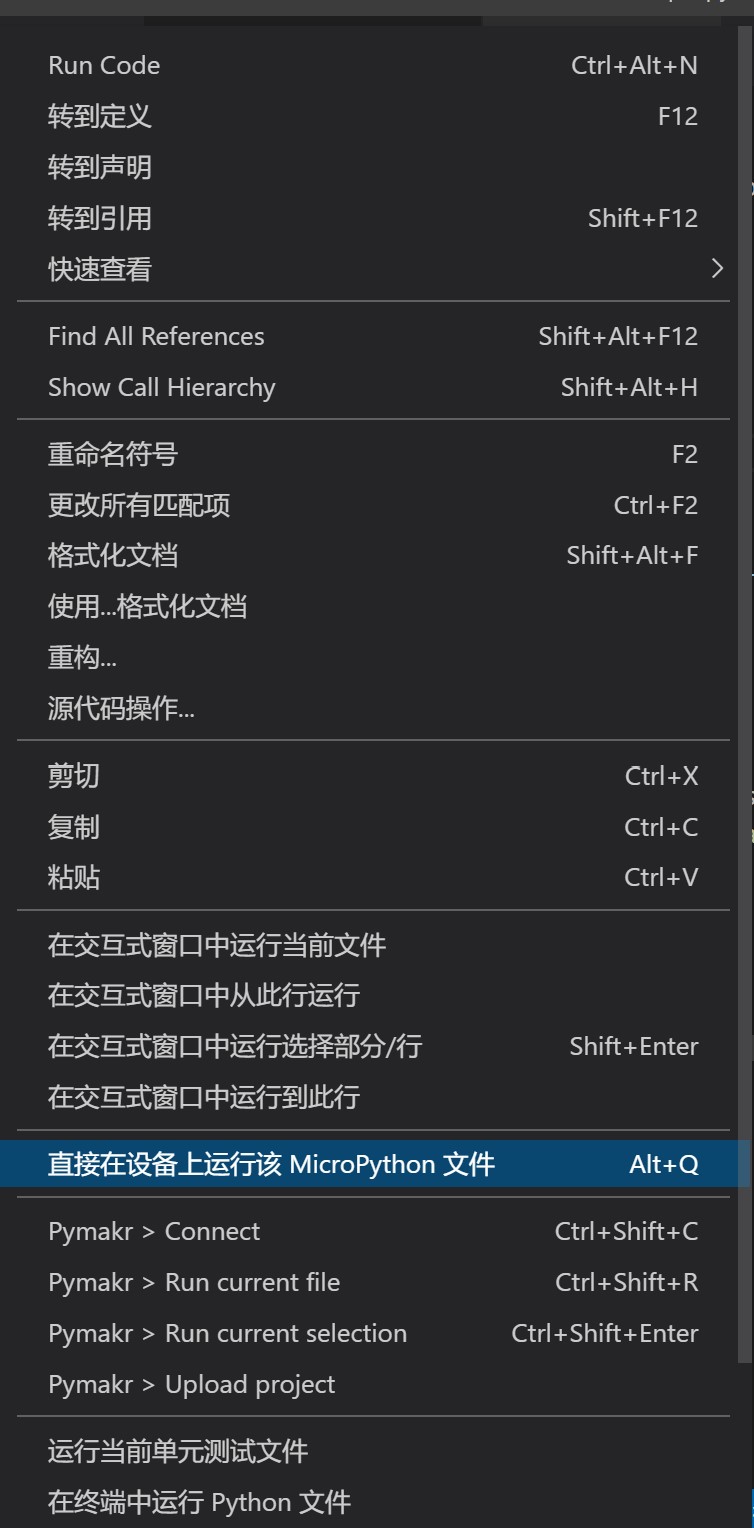 Run Code Ctrl+Alt+N
转到定义 F12
转到声明
转到引用 Shift+F12
快速查看
Find All References Shift+Alt+F12
Show Call Hierarchy Shift+Alt+H
重命名符号 F2
更改所有匹配项 Ctrl+F2
格式化文档 Shift+Alt+F
使用...格式化文档
重构...
源代码操作...
剪切 Ctrl+X
复制 Ctrl+C
粘贴 Ctrl+V
在交互式窗口中运行当前文件
在交互式窗口中从此行运行
在交互式窗口中运行选择部分/行 Shift+Enter
在交互式窗口中运行到此行
直接在设备上运行该 MicroPython 文件 Alt+Q
Pymakr > Connect Ctrl+Shift+C
Pymakr > Run current file Ctrl+Shift+R
Pymakr > Run current selection Ctrl+Shift+Enter
Pymakr > Upload project
运行当前单元测试文件
在终端中运行 Python 文件